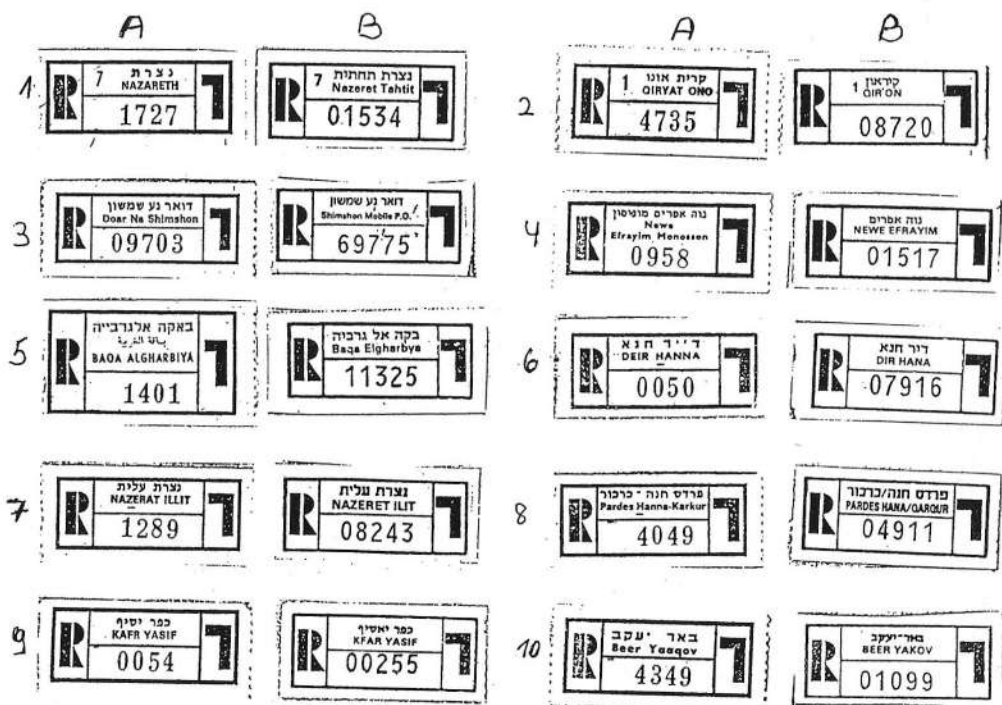 A B A B
1
R 7 נצרת ר
NAZARETH
1727
R 7 נצרת תחתית ר
Nazeret Tahtit
01534
2
R 1 קרית אונו ר
QIRYAT ONO
4735
R 1 קיראון ר
QIR'ON
08720
3
R דואר נע שמשון ר
Doar Na Shimshon
09703
R דואר נע שמשון ר
Shimshon Mobile P.O.
69775
4
R נוה אפרים מונוסון ר
Newe
Efrayim Monosson
0958
R נוה אפרים ר
NEWE EFRAYIM
01517
5
R באקה אלגרבייה ר
BAQA ALGHARBIYA
1401
R בקה אל גרביה ר
Baqa Elgharbya
11325
6
R דייר חנא ר
DEIR HANNA
0050
R דיר חנא ר
DIR HANA
07916
7
R נצרת עלית ר
NAZERAT ILLIT
1289
R נצרת עלית ר
NAZERET ILIT
08243
8
R פרדס חנה - כרכור ר
Pardes Hanna-Karkur
4049
R פרדס חנה/כרכור ר
PARDES HANA/QARQUR
04911
9
R כפר יסיף ר
KAFR YASIF
0054
R כפר יאסיף ר
KFAR YASIF
00255
10
R באר יעקב ר
Beer Yaaqov
4349
R באר-יעקב ר
BEER YAKOV
01099